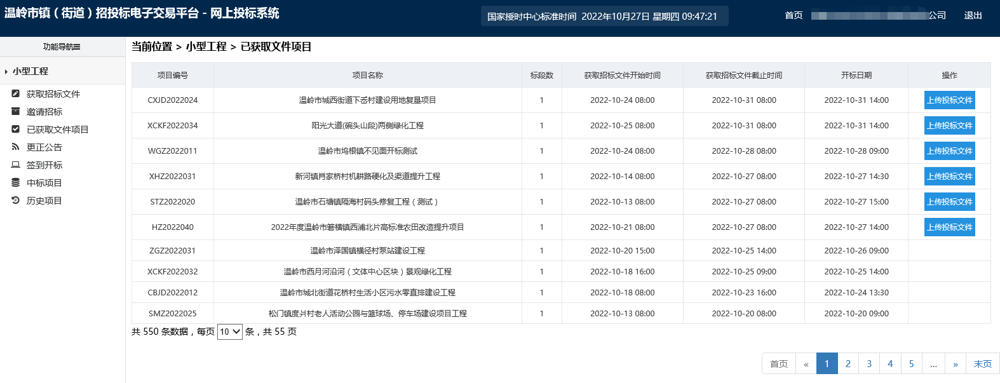 温岭市镇（街道）招投标电子交易平台 - 网上投标系统
国家授时中心标准时间 2022年10月27日 星期四 09:47:21
首页 公司 退出
功能导航
小型工程
获取招标文件
邀请招标
已获取文件项目
更正公告
签到开标
中标项目
历史项目
当前位置 > 小型工程 > 已获取文件项目
项目编号 项目名称 标段数 获取招标文件开始时间 获取招标文件截止时间 开标日期 操作
CXJD2022024 温岭市城西街道下岙村建设用地复垦项目 1 2022-10-24 08:00 2022-10-31 08:00 2022-10-31 14:00 上传投标文件
XCKF2022034 阳光大道(碗头山段)两侧绿化工程 1 2022-10-25 08:00 2022-10-31 08:00 2022-10-31 14:00 上传投标文件
WGZ2022011 温岭市坞根镇不见面开标测试 1 2022-10-24 08:00 2022-10-28 08:00 2022-10-28 09:00 上传投标文件
XHZ2022031 新河镇肖家桥村机耕路硬化及渠道提升工程 1 2022-10-14 08:00 2022-10-27 08:00 2022-10-27 14:30 上传投标文件
STZ2022020 温岭市石塘镇隔海村码头修复工程（测试） 1 2022-10-13 08:00 2022-10-27 08:00 2022-10-27 15:00 上传投标文件
HZ2022040 2022年度温岭市箬横镇西浦北片高标准农田改造提升项目 1 2022-10-21 08:00 2022-10-27 08:00 2022-10-27 14:00 上传投标文件
ZGZ2022031 温岭市泽国镇横径村泵站建设工程 1 2022-10-20 15:00 2022-10-25 14:00 2022-10-26 09:00
XCKF2022032 温岭市西月河沿河（文体中心区块）景观绿化工程 1 2022-10-18 16:00 2022-10-25 09:00 2022-10-25 14:00
CBJD2022012 温岭市城北街道花桥村生活小区污水零直排建设工程 1 2022-10-18 08:00 2022-10-23 16:00 2022-10-24 13:30
SMZ2022025 松门镇度爿村老人活动公园与篮球场、停车场建设项目工程 1 2022-10-13 08:00 2022-10-20 08:00 2022-10-20 09:00
共 550 条数据，每页 10 条，共 55 页
首页 « 1 2 3 4 5 ... » 末页